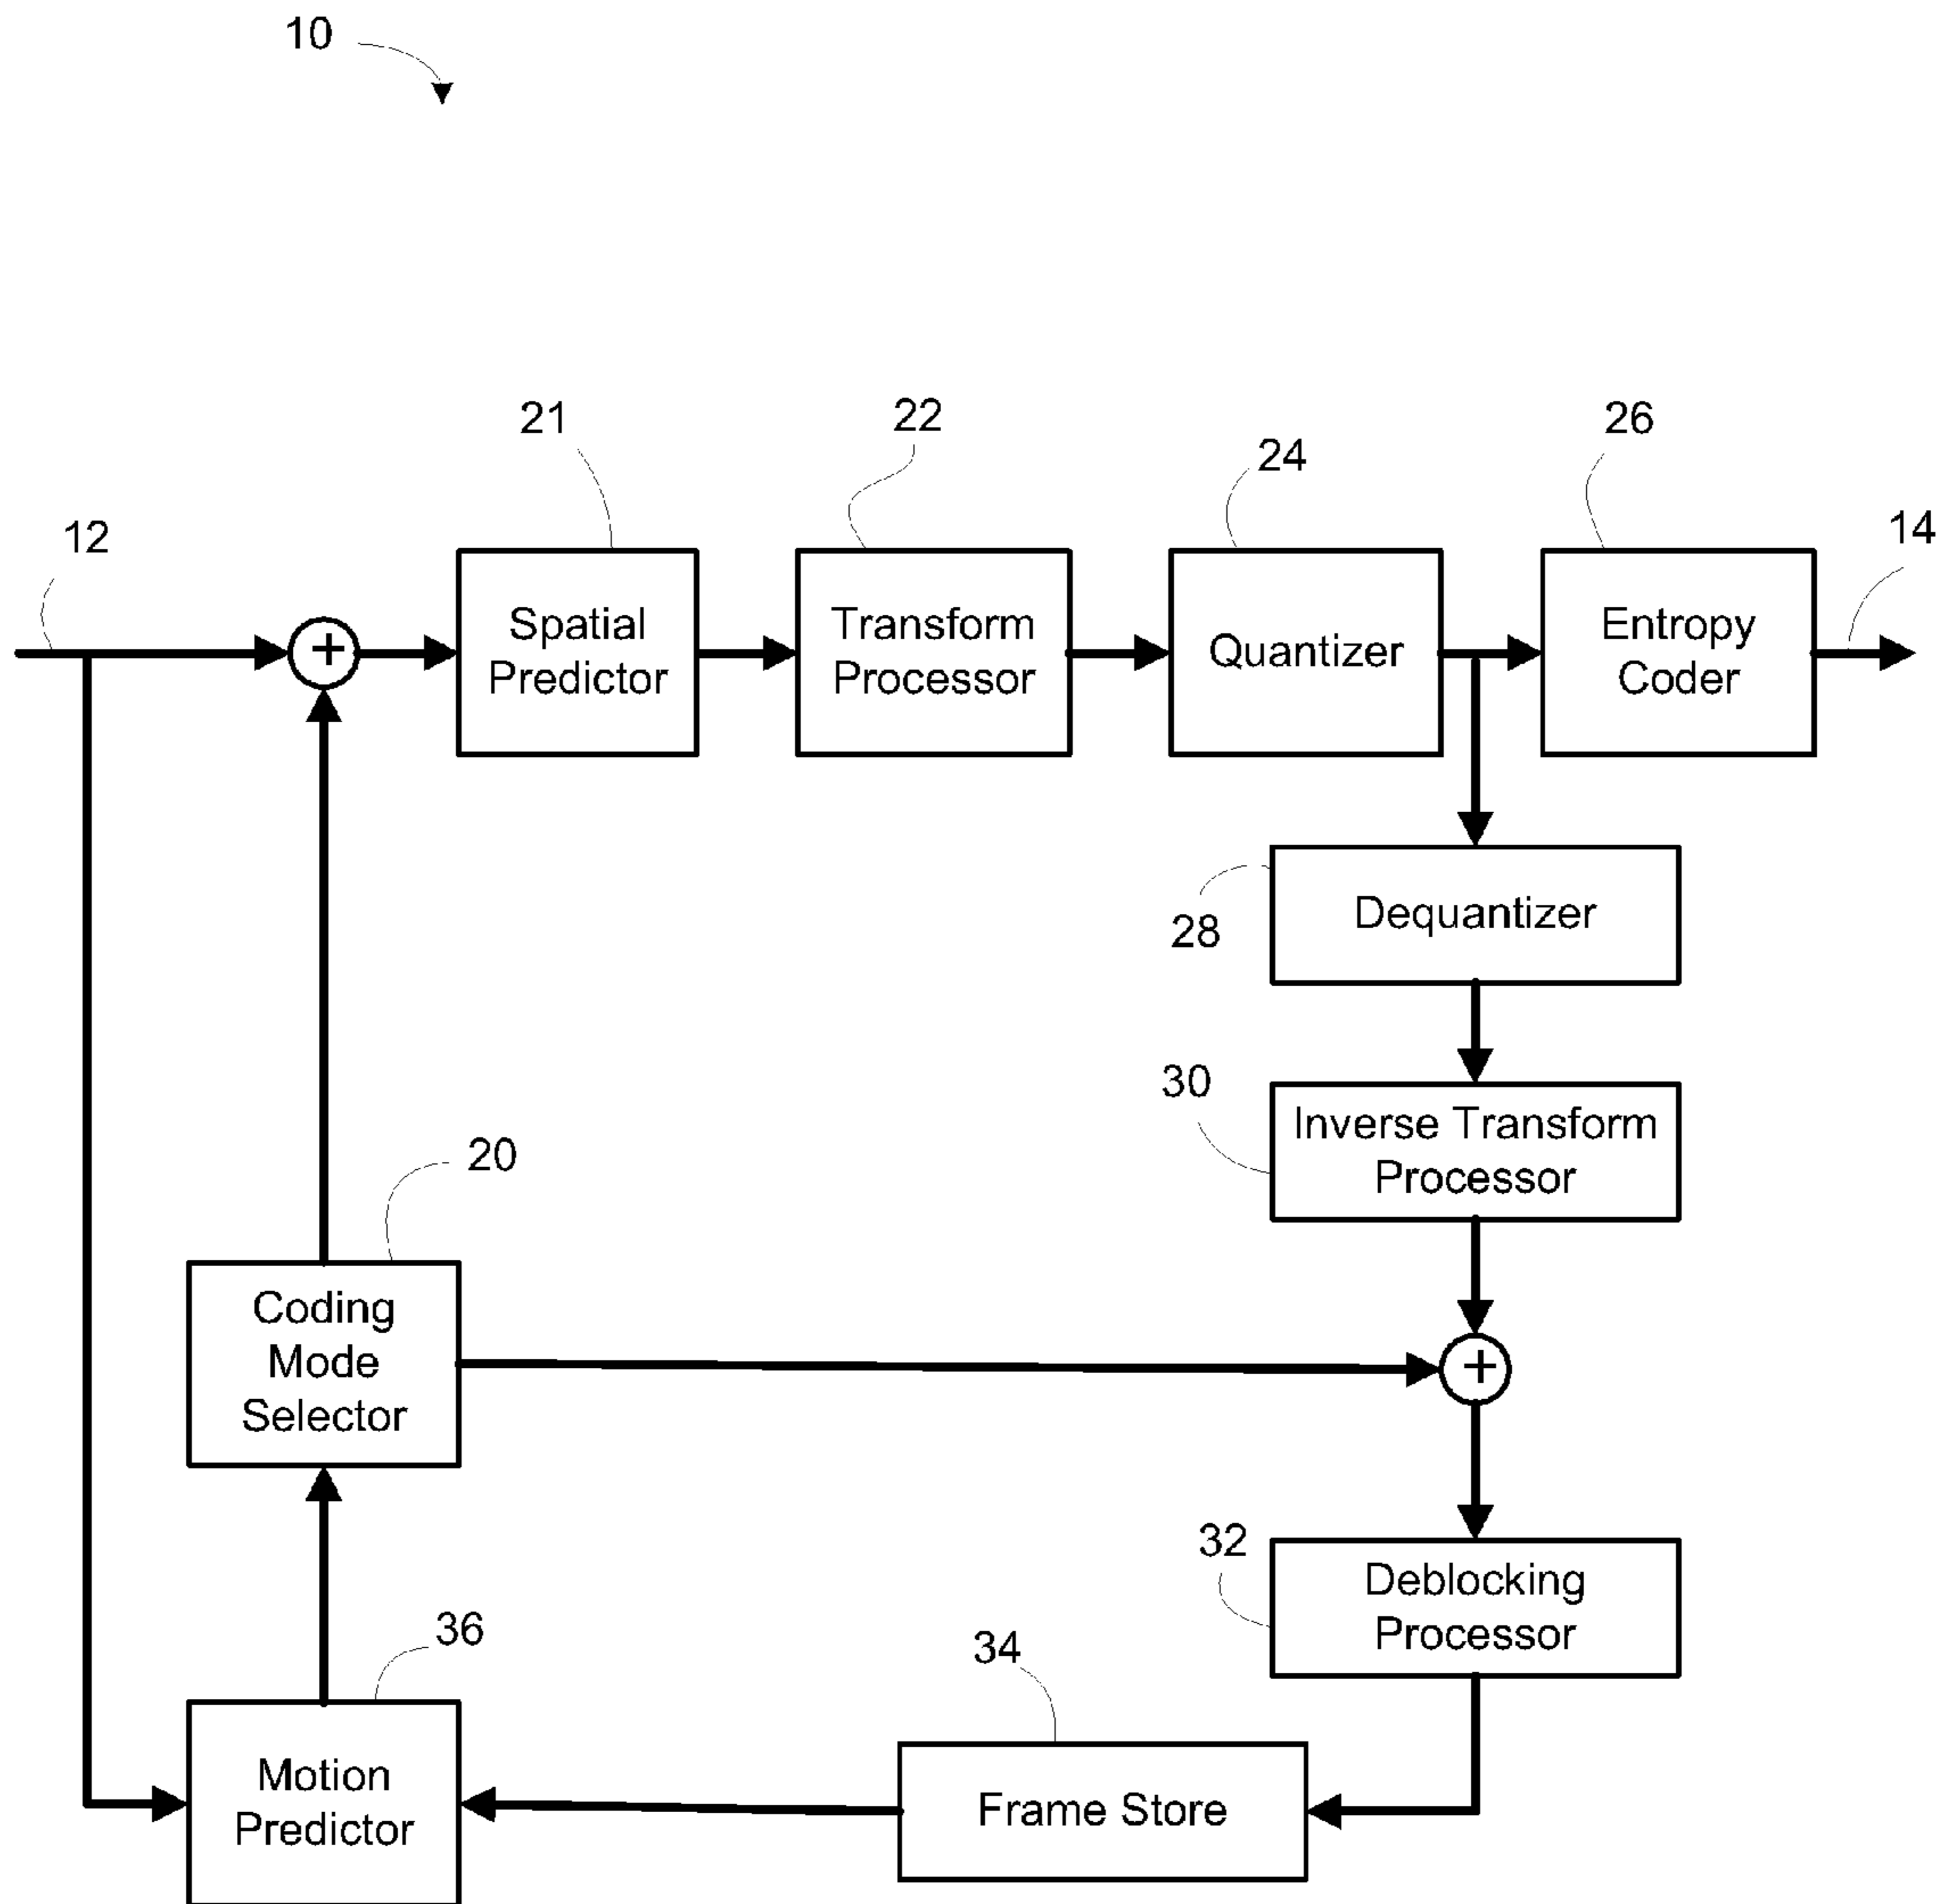 10
21
22
24
26
12
14
+
Spatial
Predictor
Transform
Processor
Quantizer
Entropy
Coder
28
Dequantizer
30
Inverse Transform
Processor
20
Coding
Mode
Selector
+
32
Deblocking
Processor
36
34
Motion
Predictor
Frame Store